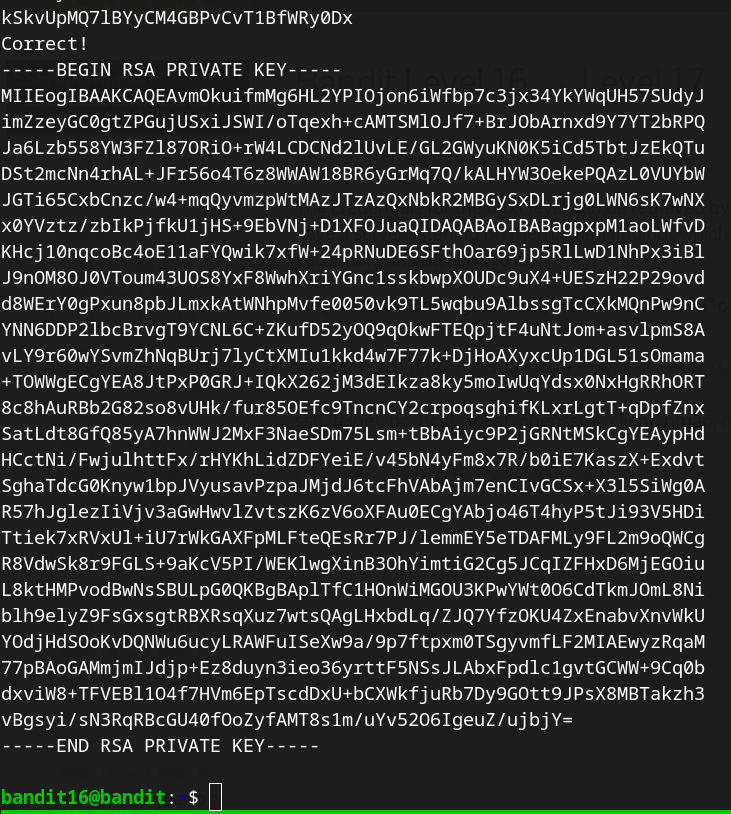 kSkvUpMQ7lBYyCM4GBPvCvT1BfWRy0Dx
Correct!
-----BEGIN RSA PRIVATE KEY-----
MIIEogIBAAKCAQEAvmOkuifmMg6HL2YPIOjon6iWfbp7c3jx34YkYWqUH57SUdyJ
imZzeyGC0gtZPGujUSxiJSWI/oTqexh+cAMTSMlOJf7+BrJObArnxd9Y7YT2bRPQ
Ja6Lzb558YW3FZl87ORiO+rW4LCDCNd2lUvLE/GL2GWyuKN0K5iCd5TbtJzEkQTu
DSt2mcNn4rhAL+JFr56o4T6z8WWAW18BR6yGrMq7Q/kALHYW3OekePQAzL0VUYbW
JGTi65CxbCnzc/w4+mqQyvmzpWtMAzJTzAzQxNbkR2MBGySxDLrjg0LWN6sK7wNX
x0YVztz/zbIkPjfkU1jHS+9EbVNj+D1XFOJuaQIDAQABAoIBABagpxpM1aoLWfvD
KHcj10nqcoBc4oE11aFYQwik7xfW+24pRNuDE6SFthOar69jp5RlLwD1NhPx3iBl
J9nOM8OJ0VToum43UOS8YxF8WwhXriYGnc1sskbwpXOUDc9uX4+UESzH22P29ovd
d8WErY0gPxun8pbJLmxkAtWNhpMvfe0050vk9TL5wqbu9AlbssgTcCXkMQnPw9nC
YNN6DDP2lbcBrvgT9YCNL6C+ZKufD52yOQ9qOkwFTEQpjtF4uNtJom+asvlpmS8A
vLY9r60wYSvmZhNqBUrj7lyCtXMIu1kkd4w7F77k+DjHoAXyxcUp1DGL51sOmama
+TOWWgECgYEA8JtPxP0GRJ+IQkX262jM3dEIkza8ky5moIwUqYdsx0NxHgRRhORT
8c8hAuRBb2G82so8vUHk/fur85OEfc9TncnCY2crpoqsghifKLxrLgtT+qDpfZnx
SatLdt8GfQ85yA7hnWWJ2MxF3NaeSDm75Lsm+tBbAiyc9P2jGRNtMSkCgYEAypHd
HCctNi/FwjulhttFx/rHYKhLidZDFYeiE/v45bN4yFm8x7R/b0iE7KaszX+Exdvt
SghaTdcG0Knyw1bpJVyusavPzpaJMjdJ6tcFhVAbAjm7enCIvGCSx+X3l5SiWg0A
R57hJglezIiVjv3aGwHwvlZvtszK6zV6oXFAu0ECgYAbjo46T4hyP5tJi93V5HDi
Ttiek7xRVxUl+iU7rWkGAXFpMLFteQEsRr7PJ/lemmEY5eTDAFMLy9FL2m9oQWCg
R8VdwSk8r9FGLS+9aKcV5PI/WEKlwgXinB3OhYimtiG2Cg5JCqIZFHxD6MjEGOiu
L8ktHMPvodBwNsSBULpG0QKBgBAplTfC1HOnWiMGOU3KPwYWt0O6CdTkmJOmL8Ni
blh9elyZ9FsGxsgtRBXRsqXuz7wtsQAgLHxbdLq/ZJQ7YfzOKU4ZxEnabvXnvWkU
YOdjHdSOoKvDQNWu6ucyLRAWFuISeXw9a/9p7ftpxm0TSgyvmfLF2MIAEwyzRqaM
77pBAoGAMmjmIJdjp+Ez8duyn3ieo36yrttF5NSsJLAbxFpdlc1gvtGCWW+9Cq0b
dxviW8+TFVEBl1O4f7HVm6EpTscdDxU+bCXWkfjuRb7Dy9GOtt9JPsX8MBTakzh3
vBgsyi/sN3RqRBcGU40fOoZyfAMT8s1m/uYv52O6IgeuZ/ujbjY=
-----END RSA PRIVATE KEY-----
bandit16@bandit:~$